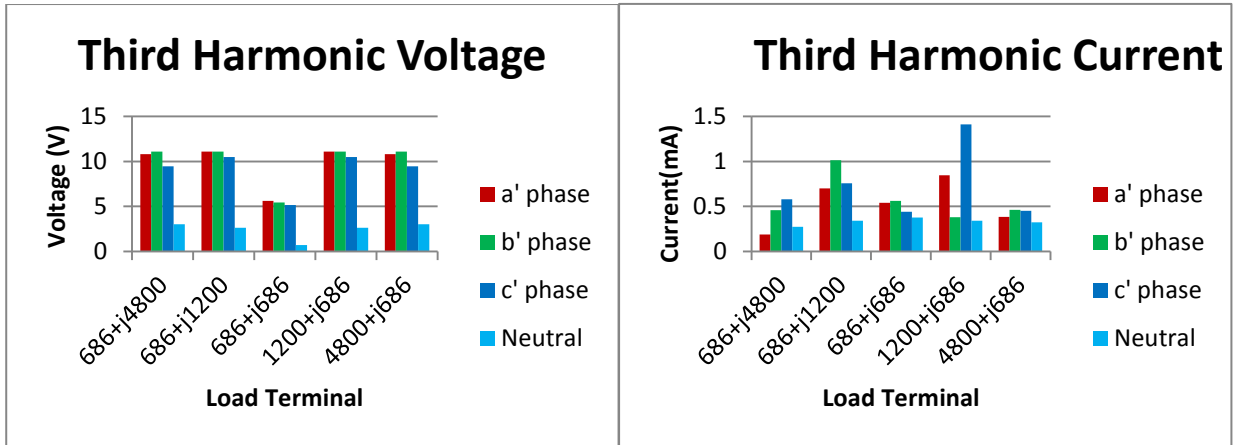 Third Harmonic Voltage
Voltage (V)
15
10
5
0
686+j4800
686+j1200
686+j686
1200+j686
4800+j686
Load Terminal
a' phase
b' phase
c' phase
Neutral
Third Harmonic Current
Current(mA)
1.5
1
0.5
0
686+j4800
686+j1200
686+j686
1200+j686
4800+j686
Load Terminal
a' phase
b' phase
c' phase
Neutral